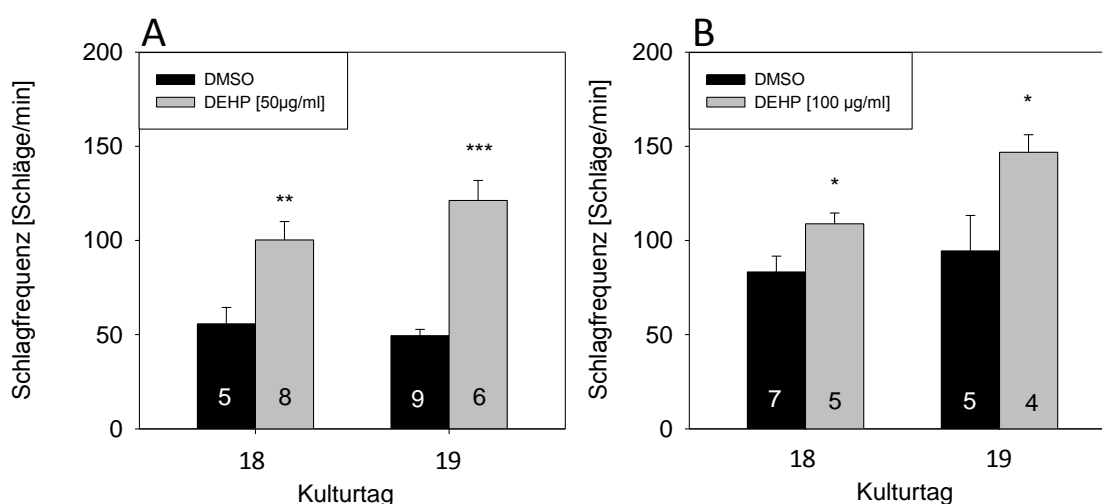 A
Schlagfrequenz [Schläge/min]
200
150
100
50
0
DMSO
DEHP [50µg/ml]
**
***
5
8
9
6
18
19
Kulturtag
B
Schlagfrequenz [Schläge/min]
200
150
100
50
0
DMSO
DEHP [100 µg/ml]
*
*
7
5
5
4
18
19
Kulturtag